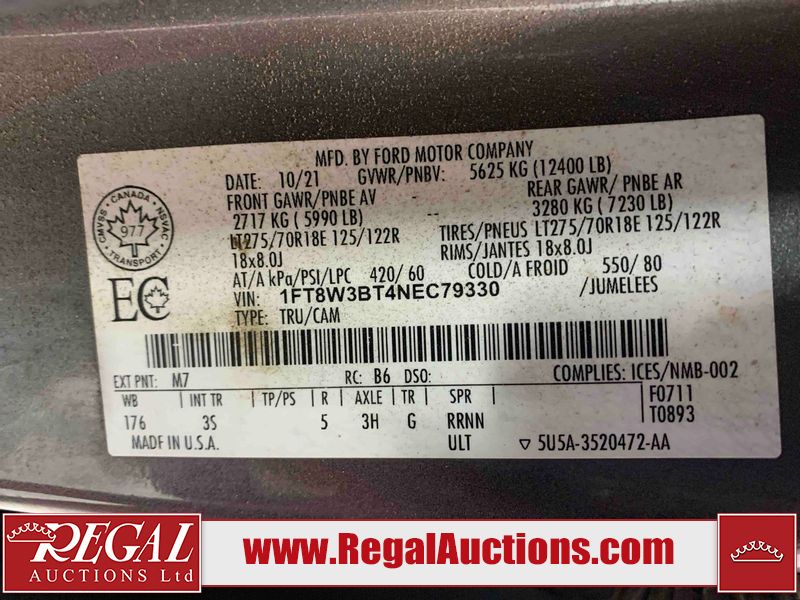 MFD. BY FORD MOTOR COMPANY
DATE: 10/21 GVWR/PNBV: 5625 KG (12400 LB)
FRONT GAWR/PNBE AV REAR GAWR/ PNBE AR
2717 KG ( 5990 LB) -- 3280 KG ( 7230 LB)
LT275/70R18E 125/122R TIRES/PNEUS LT275/70R18E 125/122R
18x8.0J RIMS/JANTES 18x8.0J
AT/A kPa/PSI/LPC 420/ 60 COLD/A FROID 550/ 80
VIN: 1FT8W3BT4NEC79330 /JUMELEES
TYPE: TRU/CAM
CANADA
CMVSS NSVAC
977
TRANSPORT
EC
EXT PNT: M7 RC: B6 DSO: COMPLIES: ICES/NMB-002
WB INT TR TP/PS R AXLE TR SPR F0711
176 3S 5 3H G RRNN T0893
MADE IN U.S.A. ULT ▽ 5U5A-3520472-AA
REGAL
AUCTIONS Ltd
www.RegalAuctions.com